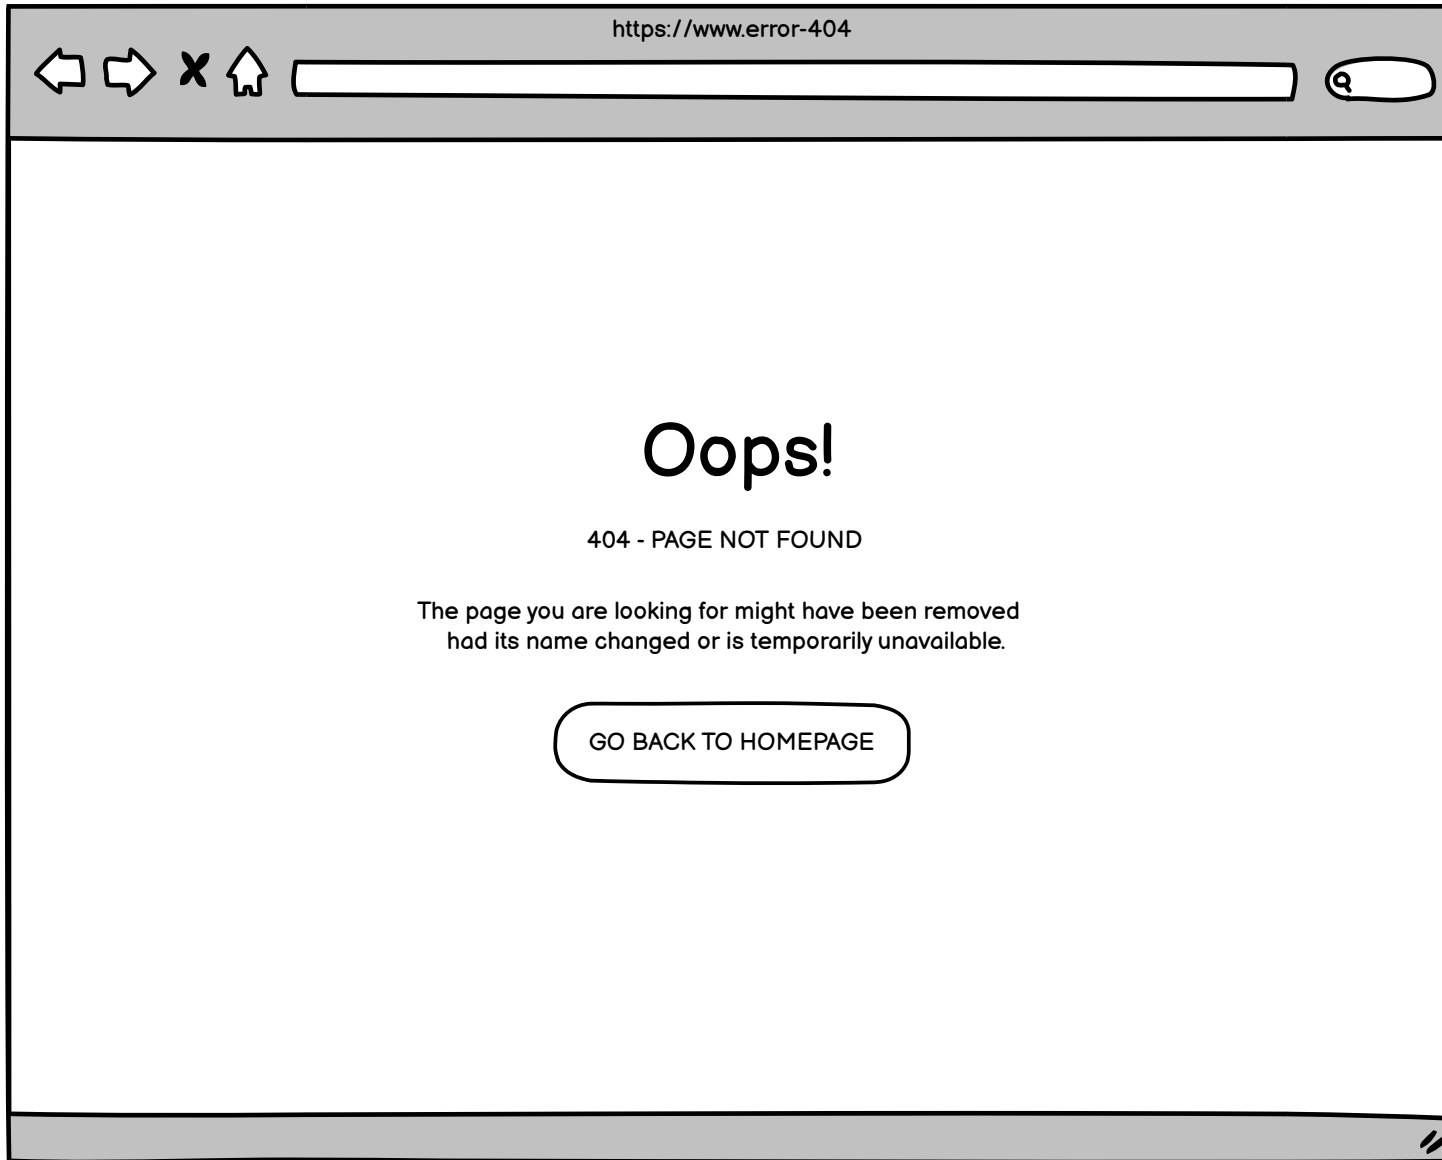 https://www.error-404
Oops!
404 - PAGE NOT FOUND
The page you are looking for might have been removed
had its name changed or is temporarily unavailable.
GO BACK TO HOMEPAGE